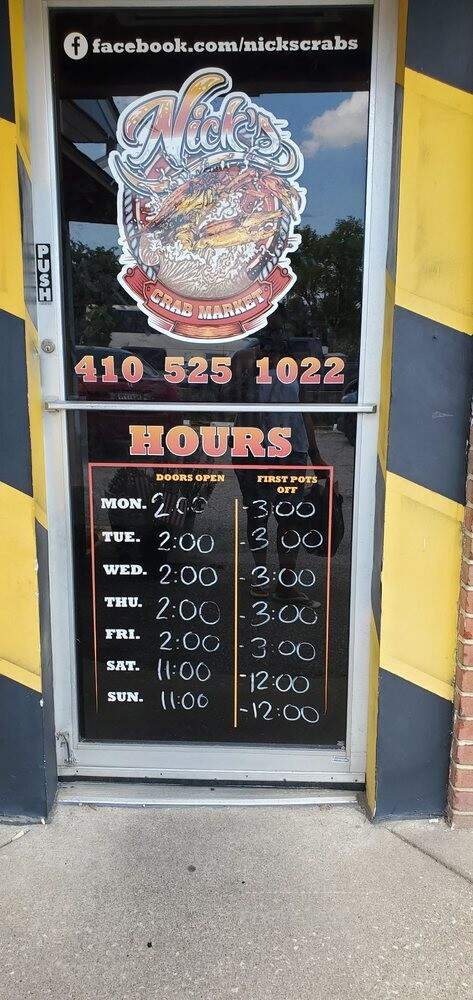 f facebook.com/nickscrabs
Nick's
CRAB MARKET
PUSH
410 525 1022
HOURS
DOORS OPEN FIRST POTS OFF
MON. 2:00 - 3:00
TUE. 2:00 - 3 00
WED. 2:00 - 3:00
THU. 2:00 - 3:00
FRI. 2:00 - 3:00
SAT. 11:00 - 12:00
SUN. 11:00 - 12:00